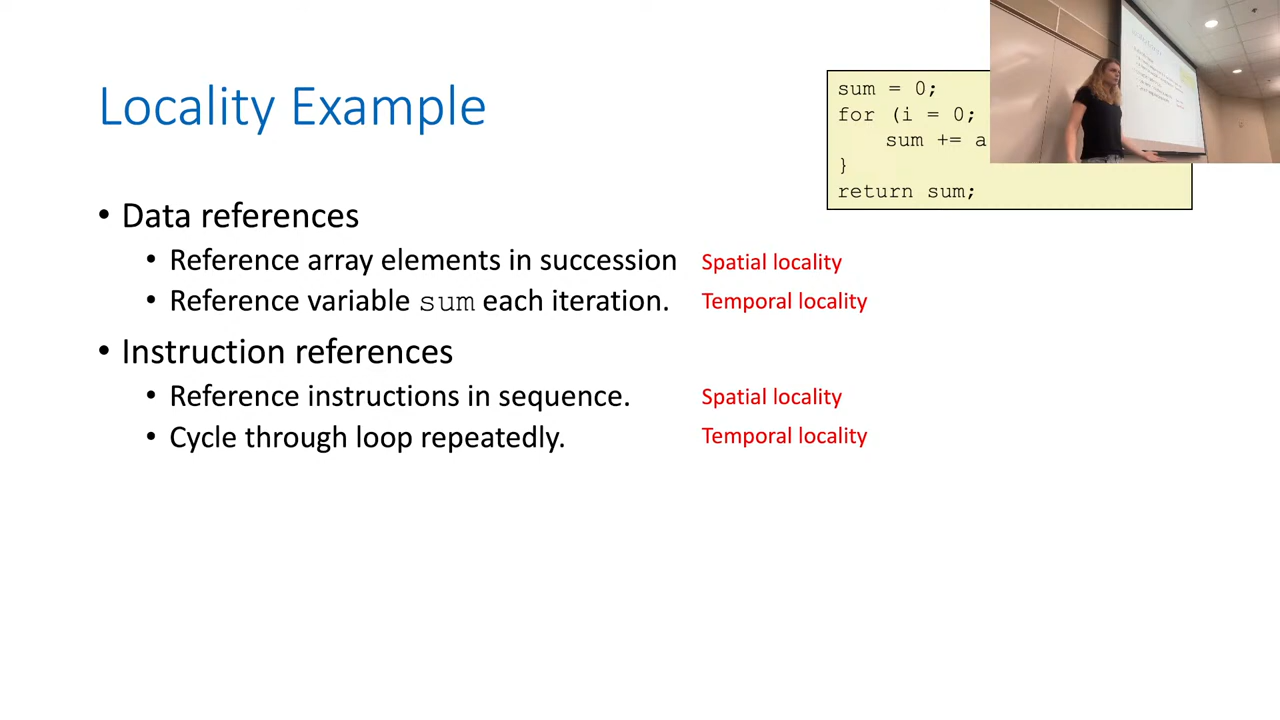 Locality Example
sum = 0;
for (i = 0;
sum += a
}
return sum;
• Data references
• Reference array elements in succession Spatial locality
• Reference variable sum each iteration. Temporal locality
• Instruction references
• Reference instructions in sequence. Spatial locality
• Cycle through loop repeatedly. Temporal locality